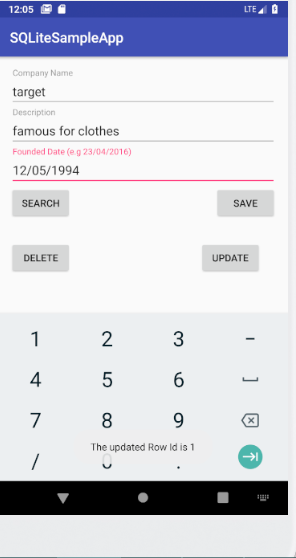 12:05 LTE
SQLiteSampleApp
Company Name
target
Description
famous for clothes
Founded Date (e.g 23/04/2016)
12/05/1994
SEARCH SAVE
DELETE UPDATE
1 2 3 -
4 5 6
7 8 9
The updated Row Id is 1
/ 0 .